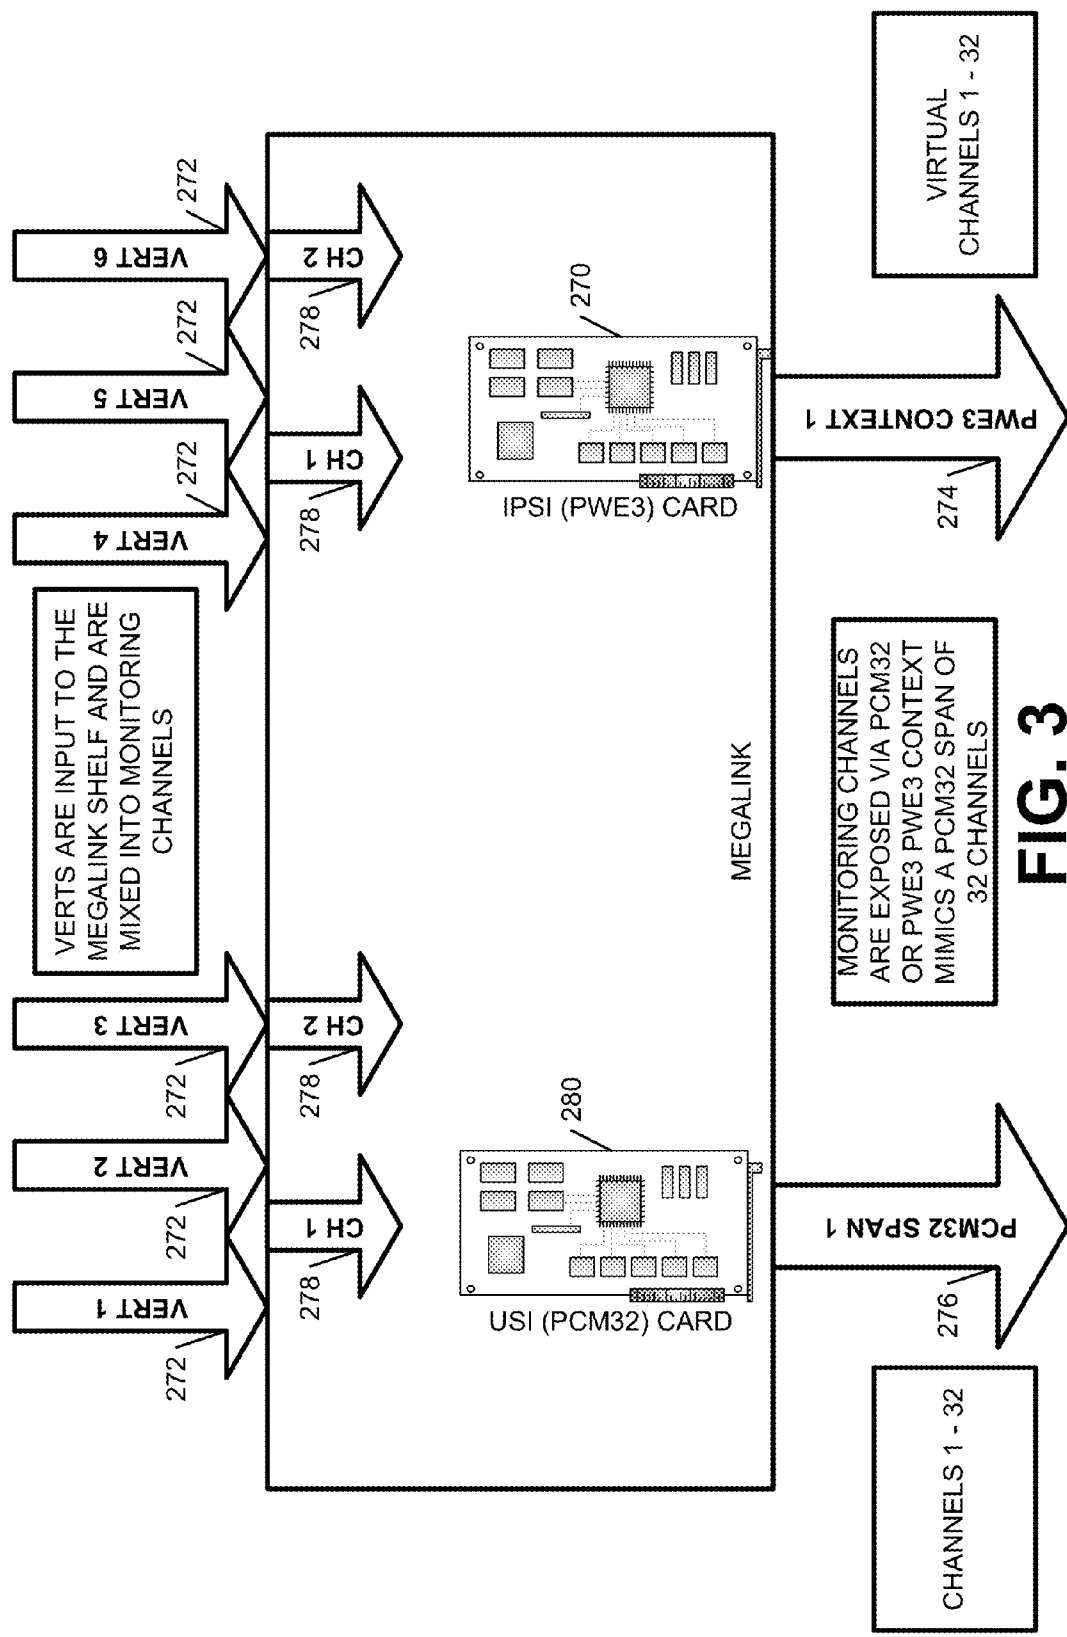 VERT 1
VERT 2
VERT 3
VERT 4
VERT 5
VERT 6
272
272
272
272
272
272
VERTS ARE INPUT TO THE
MEGALINK SHELF AND ARE
MIXED INTO MONITORING
CHANNELS
CH 1
CH 2
CH 1
CH 2
278
278
278
278
280
USI (PCM32) CARD
270
IPSI (PWE3) CARD
MEGALINK
CHANNELS 1 - 32
PCM32 SPAN 1
276
MONITORING CHANNELS
ARE EXPOSED VIA PCM32
OR PWE3 PWE3 CONTEXT
MIMICS A PCM32 SPAN OF
32 CHANNELS
PWE3 CONTEXT 1
274
VIRTUAL
CHANNELS 1 - 32
FIG. 3